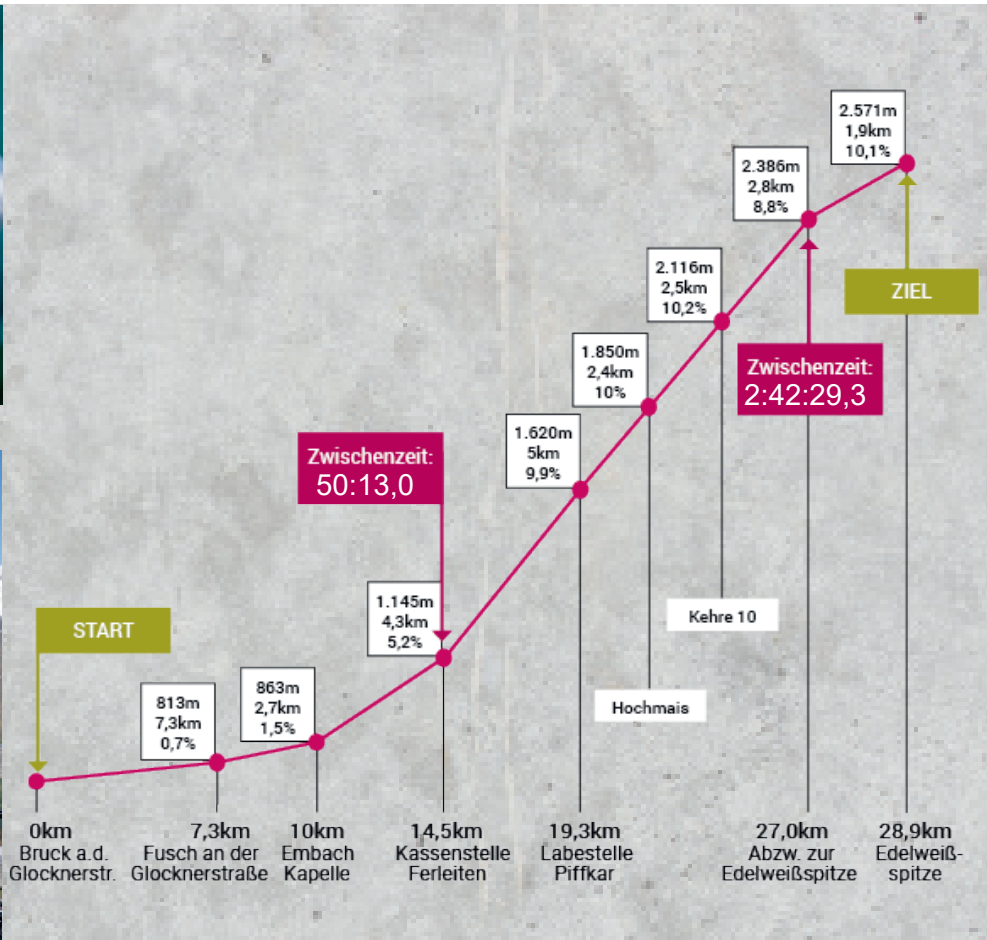 2.571m
1,9km
10,1%
2.386m
2,8km
8,8%
2.116m
2,5km
10,2%
ZIEL
1.850m
2,4km
10%
Zwischenzeit:
2:42:29,3
1.620m
5km
9,9%
Zwischenzeit:
50:13,0
1.145m
4,3km
5,2%
START
Kehre 10
863m
2,7km
1,5%
813m
7,3km
0,7%
Hochmais
0km
Bruck a.d.
Glocknerstr.
7,3km
Fusch an der
Glocknerstraße
10km
Embach
Kapelle
14,5km
Kassenstelle
Ferleiten
19,3km
Labestelle
Piffkar
27,0km
Abzw. zur
Edelweißspitze
28,9km
Edelweiß-
spitze